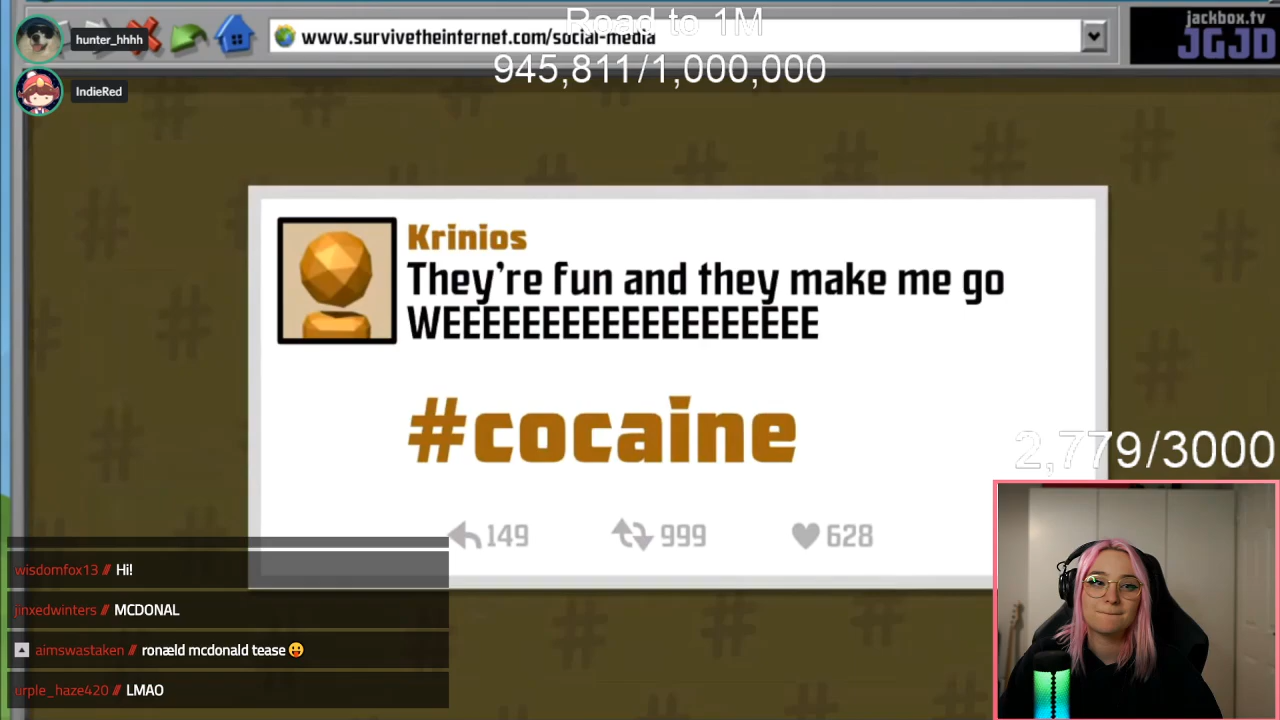 Road to 1M
945,811/1,000,000
hunter_hhhh
www.survivetheinternet.com/social-media
jackbox.tv
JGJD
IndieRed
Krinios
They're fun and they make me go
WEEEEEEEEEEEEEEEEEEE
#cocaine
149
999
628
2,779/3000
wisdomfox13 // Hi!
jinxedwinters // MCDONAL
aimswastaken // ronæld mcdonald tease 😛
urple_haze420 // LMAO